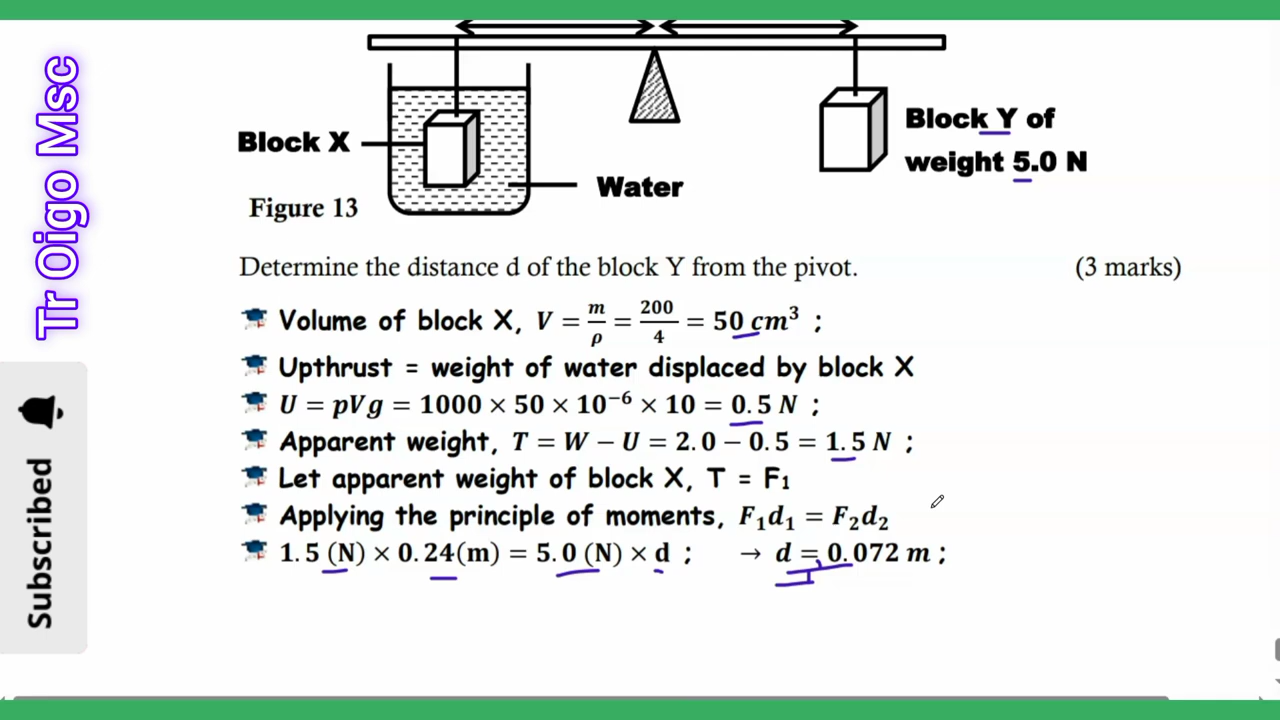 Tr Oigo Msc
Subscribed
Block X
Water
Block Y of
weight 5.0 N
Figure 13
Determine the distance d of the block Y from the pivot. (3 marks)
Volume of block X, V = m/ρ = 200/4 = 50 cm³ ;
Upthrust = weight of water displaced by block X
U = pVg = 1000 × 50 × 10⁻⁶ × 10 = 0.5 N ;
Apparent weight, T = W − U = 2.0 − 0.5 = 1.5 N ;
Let apparent weight of block X, T = F₁
Applying the principle of moments, F₁d₁ = F₂d₂
1.5 (N) × 0.24(m) = 5.0 (N) × d ; → d = 0.072 m ;